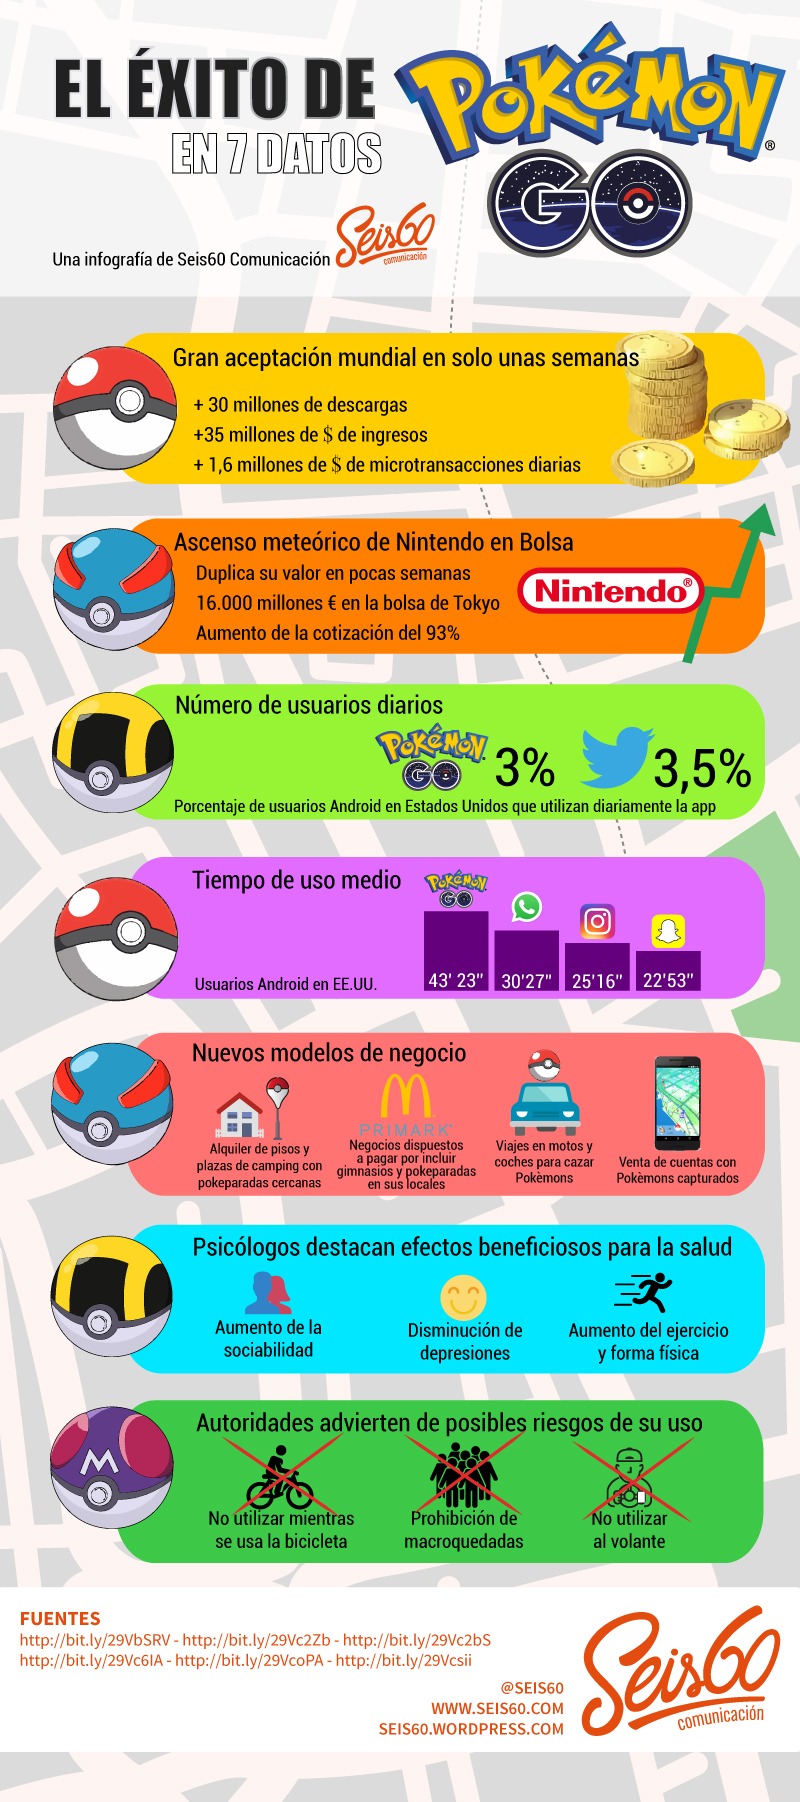 EL ÉXITO DE
POKÉMON
GO
®
EN 7 DATOS
Una infografía de Seis60 Comunicación
Seis60
comunicación
Gran aceptación mundial en solo unas semanas
+ 30 millones de descargas
+35 millones de $ de ingresos
+ 1,6 millones de $ de microtransacciones diarias
Ascenso meteórico de Nintendo en Bolsa
Duplica su valor en pocas semanas
16.000 millones € en la bolsa de Tokyo
Aumento de la cotización del 93%
Nintendo®
Número de usuarios diarios
POKÉMON
GO
3%
3,5%
Porcentaje de usuarios Android en Estados Unidos que utilizan diariamente la app
Tiempo de uso medio
POKÉMON
GO
43' 23"
30'27"
25'16"
22'53"
Usuarios Android en EE.UU.
Nuevos modelos de negocio
PRIMARK®
Alquiler de pisos y
plazas de camping con
pokeparadas cercanas
Negocios dispuestos
a pagar por incluir
gimnasios y pokeparadas
en sus locales
Viajes en motos y
coches para cazar
Pokèmons
Venta de cuentas con
Pokèmons capturados
Psicólogos destacan efectos beneficiosos para la salud
Aumento de la
sociabilidad
Disminución de
depresiones
Aumento del ejercicio
y forma física
M
Autoridades advierten de posibles riesgos de su uso
No utilizar mientras
se usa la bicicleta
Prohibición de
macroquedadas
No utilizar
al volante
FUENTES
http://bit.ly/29VbSRV - http://bit.ly/29Vc2Zb - http://bit.ly/29Vc2bS
http://bit.ly/29Vc6IA - http://bit.ly/29VcoPA - http://bit.ly/29Vcsii
@SEIS60
WWW.SEIS60.COM
SEIS60.WORDPRESS.COM
Seis60
comunicación